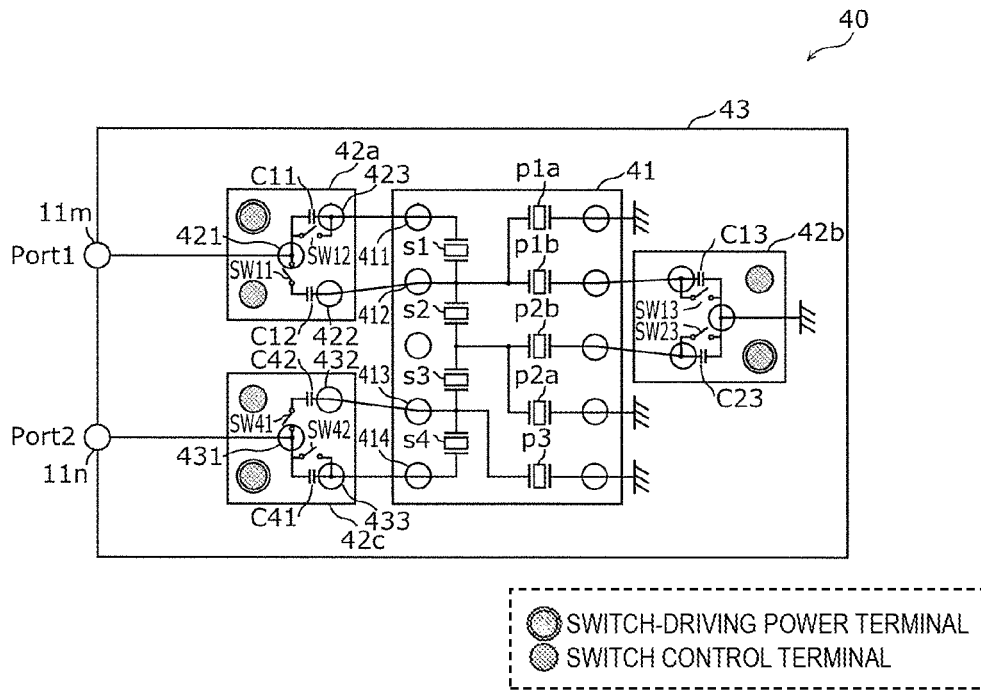 40
43
42a
C11
423
p1a
41
11m
421
p1b
C13
42b
Port1
SW12
411
s1
SW11
412
s2
p2b
SW13
C12
422
SW23
C42
432
413
s3
p2a
C23
SW41
SW42
414
s4
p3
Port2
431
11n
C41
433
42c
SWITCH-DRIVING POWER TERMINAL
SWITCH CONTROL TERMINAL